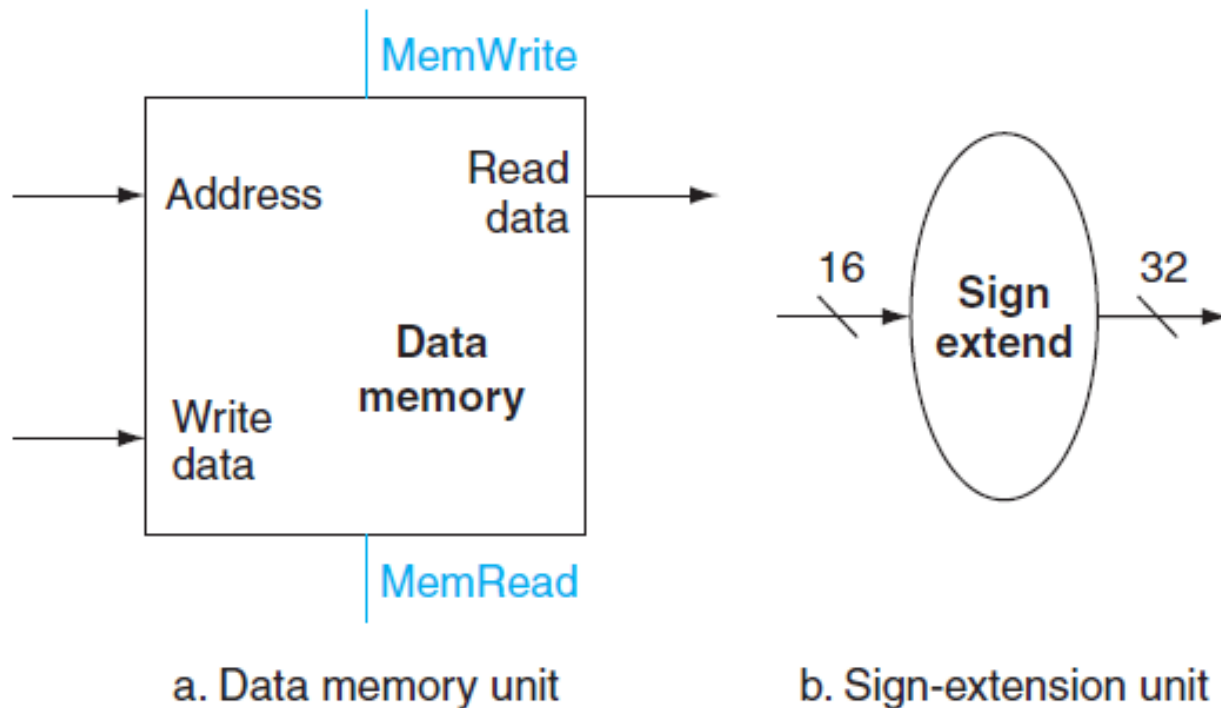 MemWrite
Address
Read
data
Data
memory
Write
data
MemRead
a. Data memory unit
16
Sign
extend
32
b. Sign-extension unit